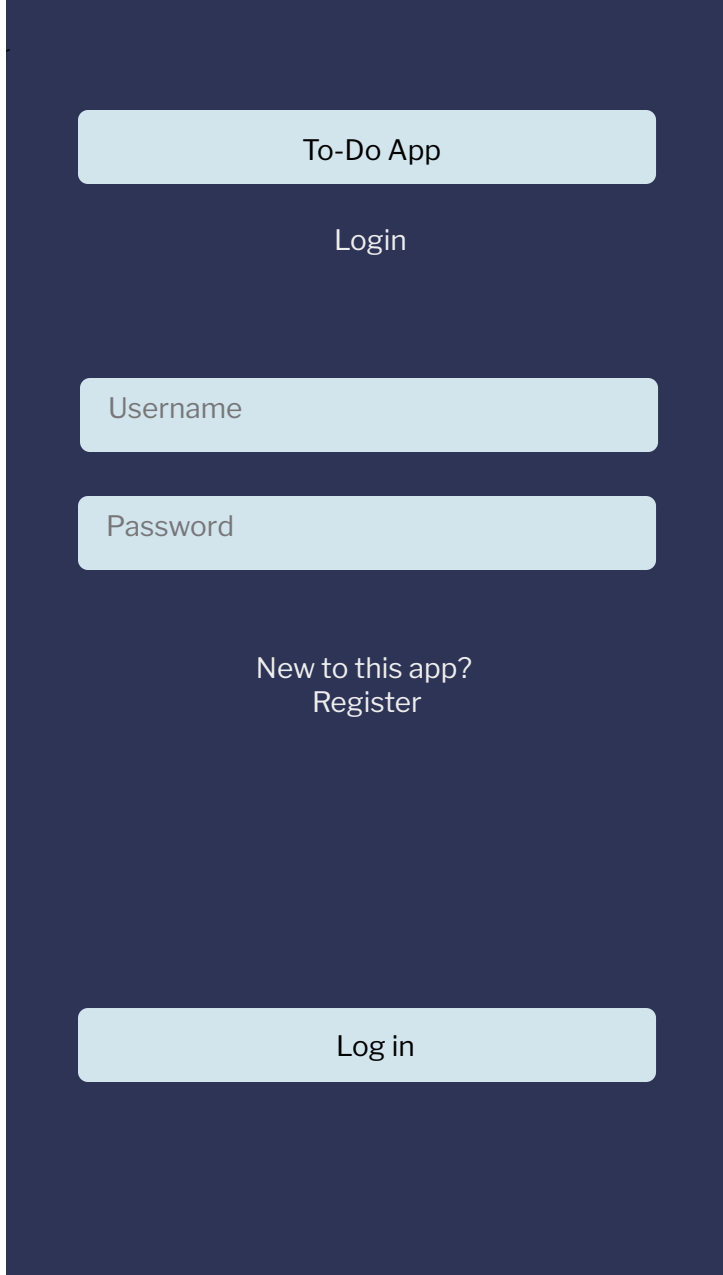 To-Do App
Login
Username
Password
New to this app?
Register
Log in